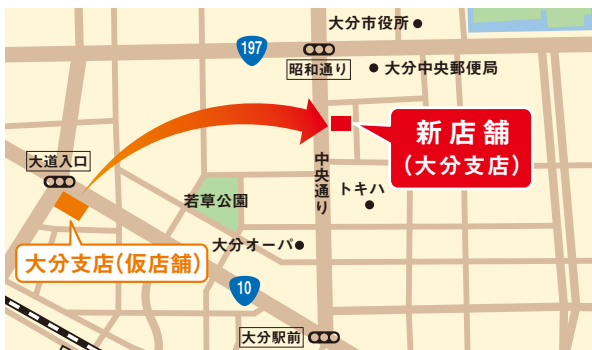 大分市役所
197
昭和通り
大分中央郵便局
新店舗
(大分支店)
大道入口
中央通り
トキハ
若草公園
大分オーパ
大分支店(仮店舗)
10
大分駅前